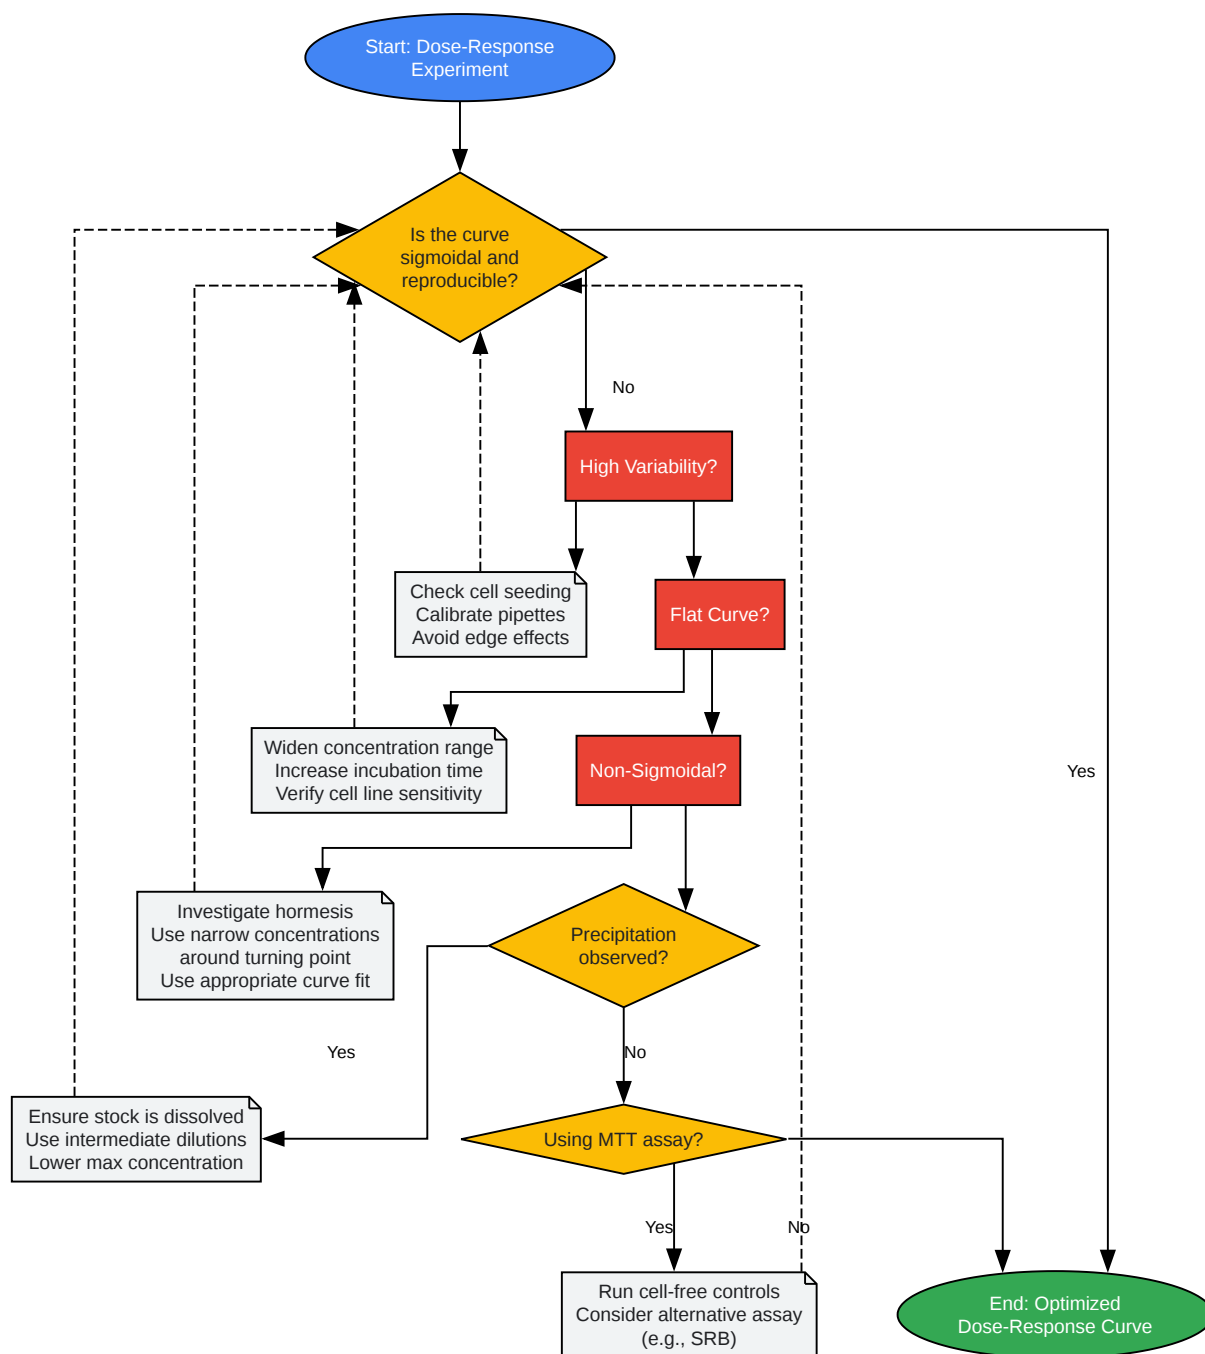 Start: Dose-Response
Experiment
Is the curve
sigmoidal and
reproducible?
No
High Variability?
Check cell seeding
Calibrate pipettes
Avoid edge effects
Flat Curve?
Widen concentration range
Increase incubation time
Verify cell line sensitivity
Non-Sigmoidal?
Yes
Investigate hormesis
Use narrow concentrations
around turning point
Use appropriate curve fit
Precipitation
observed?
Yes
No
Ensure stock is dissolved
Use intermediate dilutions
Lower max concentration
Using MTT assay?
Yes
No
Run cell-free controls
Consider alternative assay
(e.g., SRB)
End: Optimized
Dose-Response Curve